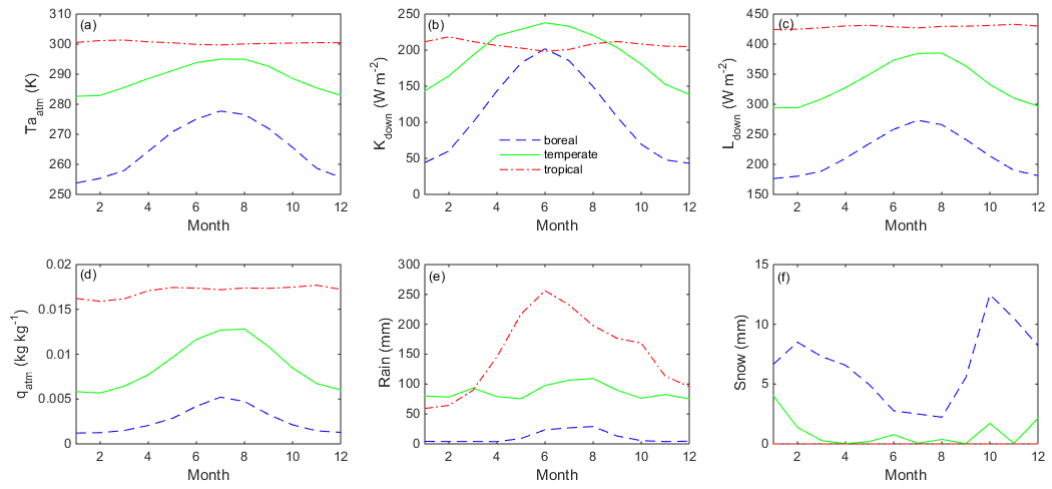 (a)
300
290
280
270
260
250
Ta_atm (K)
2 4 6 8 10 12
Month
(b)
250
200
150
100
50
0
K_down (W m⁻²)
boreal
temperate
tropical
2 4 6 8 10 12
Month
(c)
450
400
350
300
250
200
150
L_down (W m⁻²)
2 4 6 8 10 12
Month
(d)
0.02
0.015
0.01
0.005
0
q_atm (kg kg⁻¹)
2 4 6 8 10 12
Month
(e)
300
250
200
150
100
50
0
Rain (mm)
2 4 6 8 10 12
Month
(f)
15
10
5
0
Snow (mm)
2 4 6 8 10 12
Month